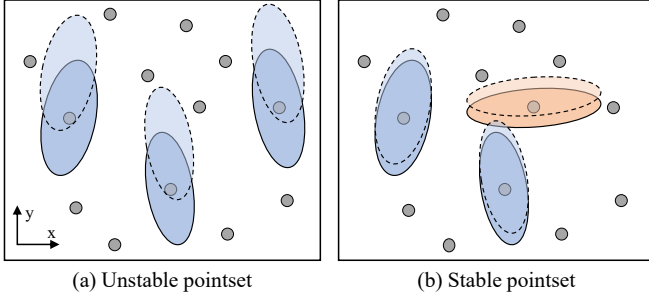 y
x
(a) Unstable pointset
(b) Stable pointset